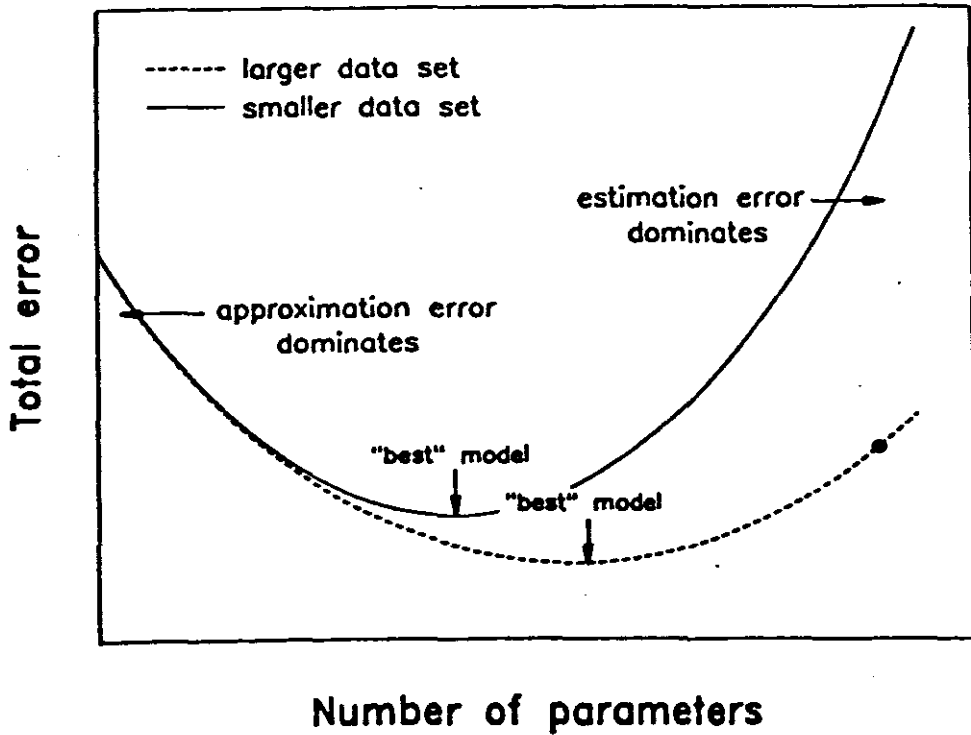 larger data set
smaller data set
estimation error
dominates
approximation error
dominates
"best" model
"best" model
Total error
Number of parameters